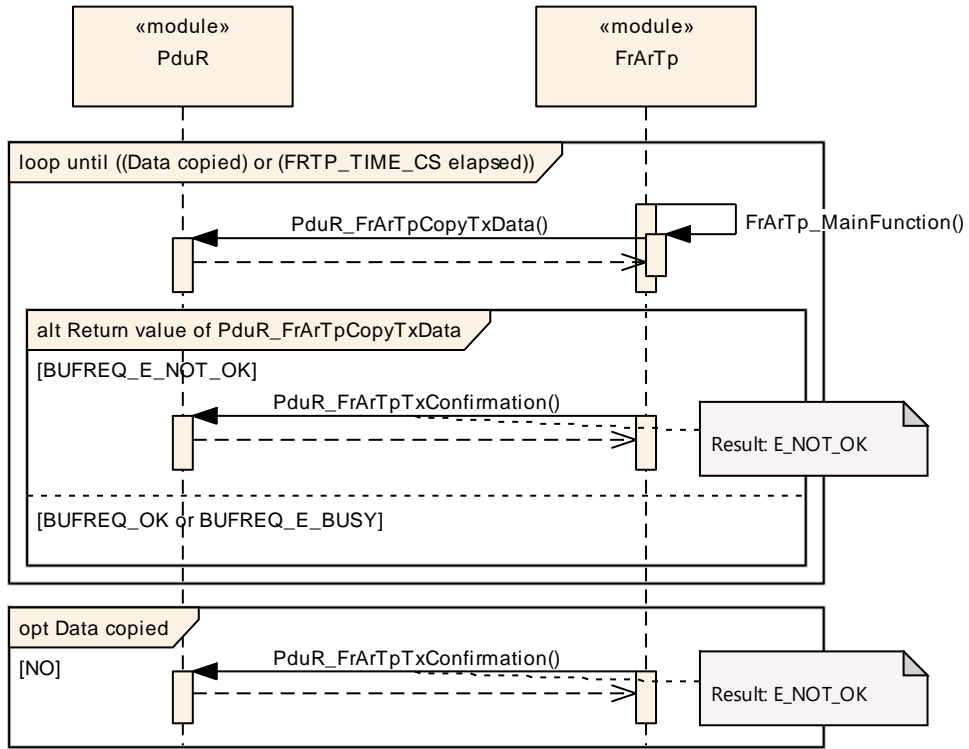 «module»
PduR
«module»
FrArTp
loop until ((Data copied) or (FRTP_TIME_CS elapsed))
PduR_FrArTpCopyTxData()
FrArTp_MainFunction()
alt Return value of PduR_FrArTpCopyTxData
[BUFREQ_E_NOT_OK]
PduR_FrArTpTxConfirmation()
Result: E_NOT_OK
[BUFREQ_OK or BUFREQ_E_BUSY]
opt Data copied
[NO]
PduR_FrArTpTxConfirmation()
Result: E_NOT_OK